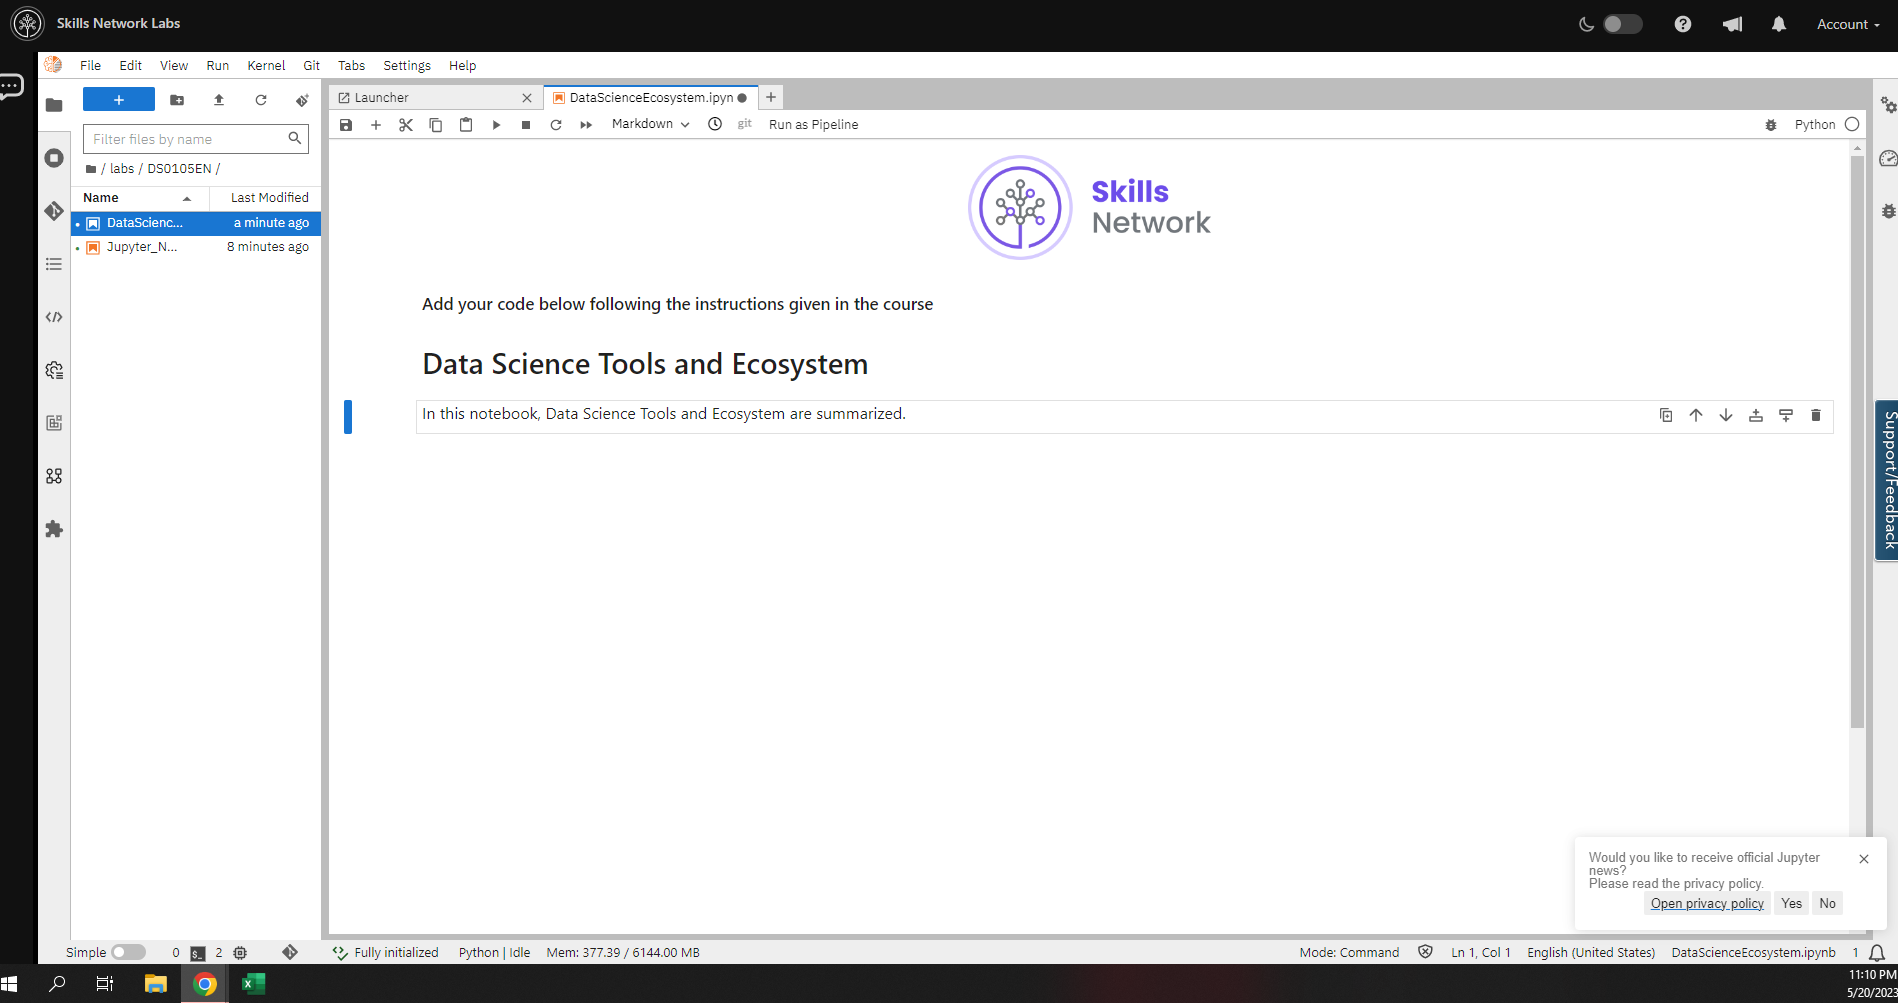 Skills Network Labs
Account
File Edit View Run Kernel Git Tabs Settings Help
Launcher
DataScienceEcosystem.ipyn
Markdown
git
Run as Pipeline
Python
Filter files by name
/ labs / DS0105EN /
Name Last Modified
DataScienc... a minute ago
Jupyter_N... 8 minutes ago
Skills
Network
Add your code below following the instructions given in the course
Data Science Tools and Ecosystem
In this notebook, Data Science Tools and Ecosystem are summarized.
Support/Feedback
Would you like to receive official Jupyter
news?
Please read the privacy policy.
Open privacy policy Yes No
Simple 0 2 Fully initialized Python | Idle Mem: 377.39 / 6144.00 MB Mode: Command Ln 1, Col 1 English (United States) DataScienceEcosystem.ipynb 1
11:10 PM
5/20/2023